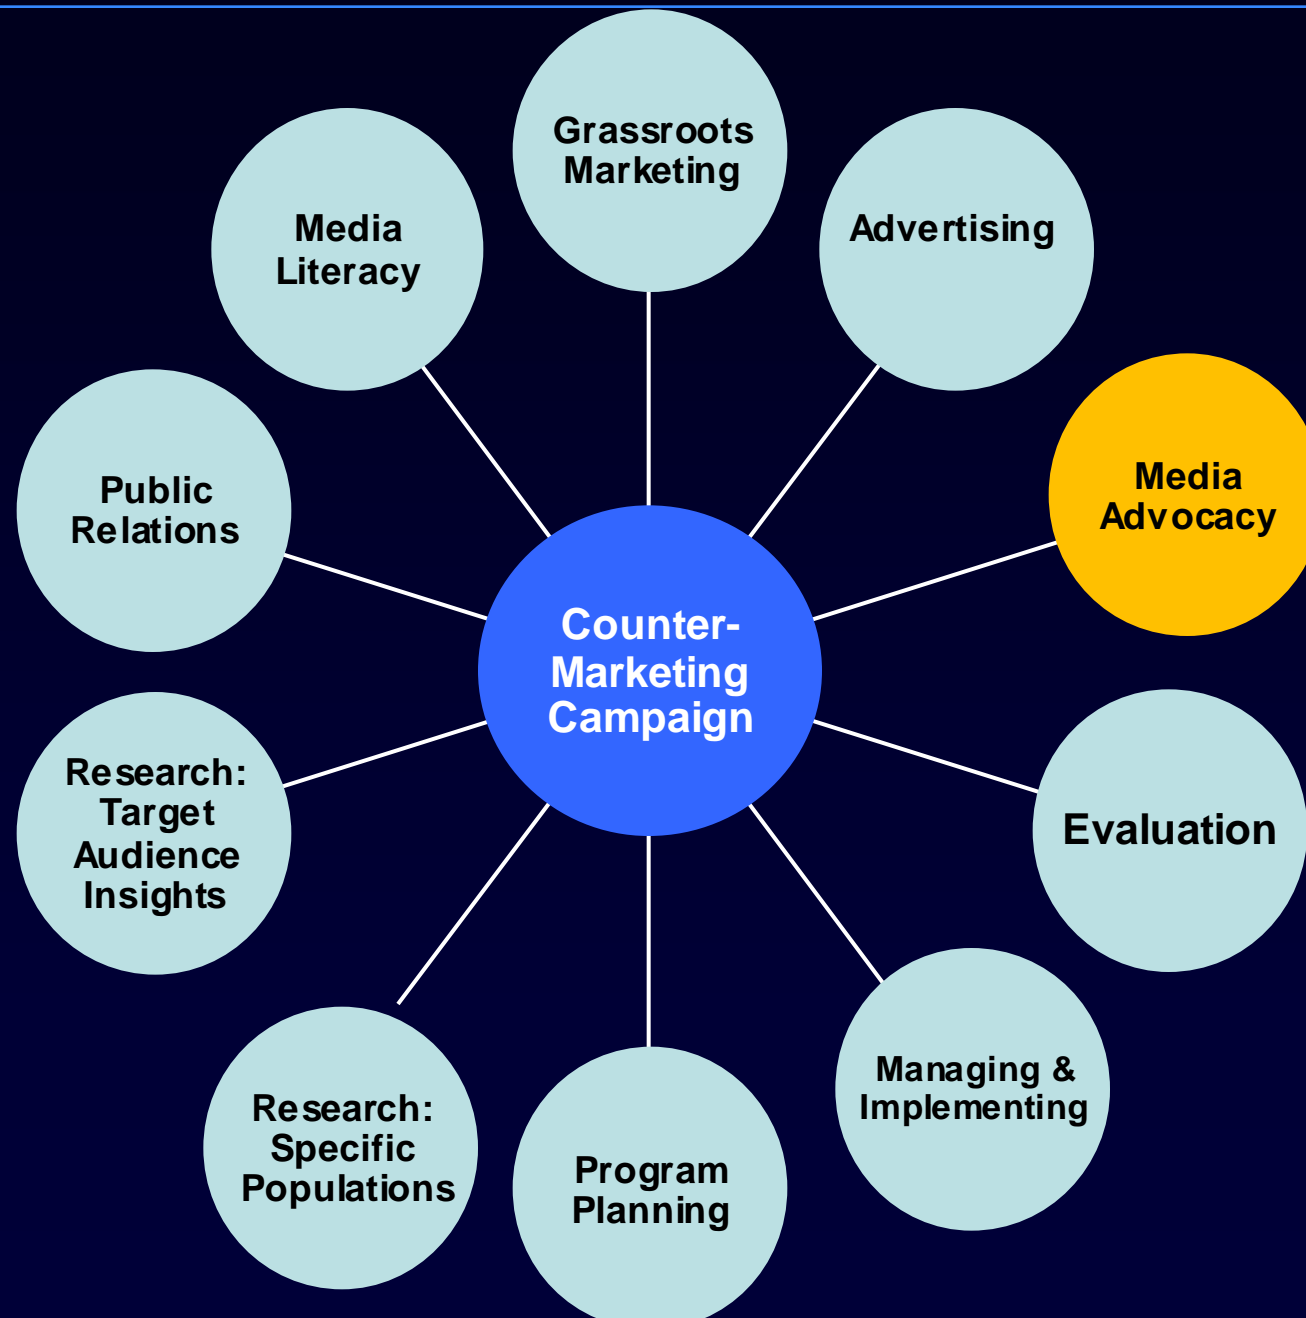 Grassroots
Marketing
Advertising
Media
Literacy
Media
Advocacy
Public
Relations
Counter-
Marketing
Campaign
Research:
Target
Audience
Insights
Evaluation
Managing &
Implementing
Research:
Specific
Populations
Program
Planning